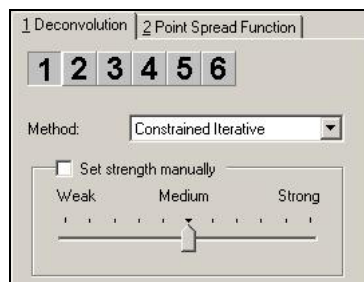 1 Deconvolution 2 Point Spread Function
1 2 3 4 5 6
Method: Constrained Iterative
Set strength manually
Weak Medium Strong